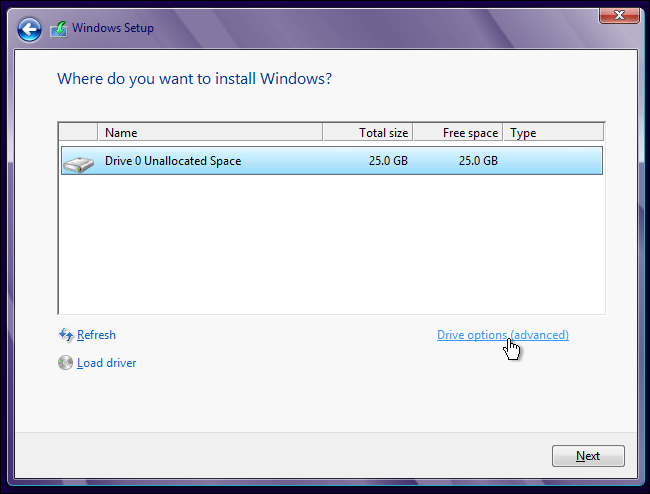 Windows Setup
Where do you want to install Windows?
Name Total size Free space Type
Drive 0 Unallocated Space 25.0 GB 25.0 GB
Refresh Drive options (advanced)
Load driver
Next